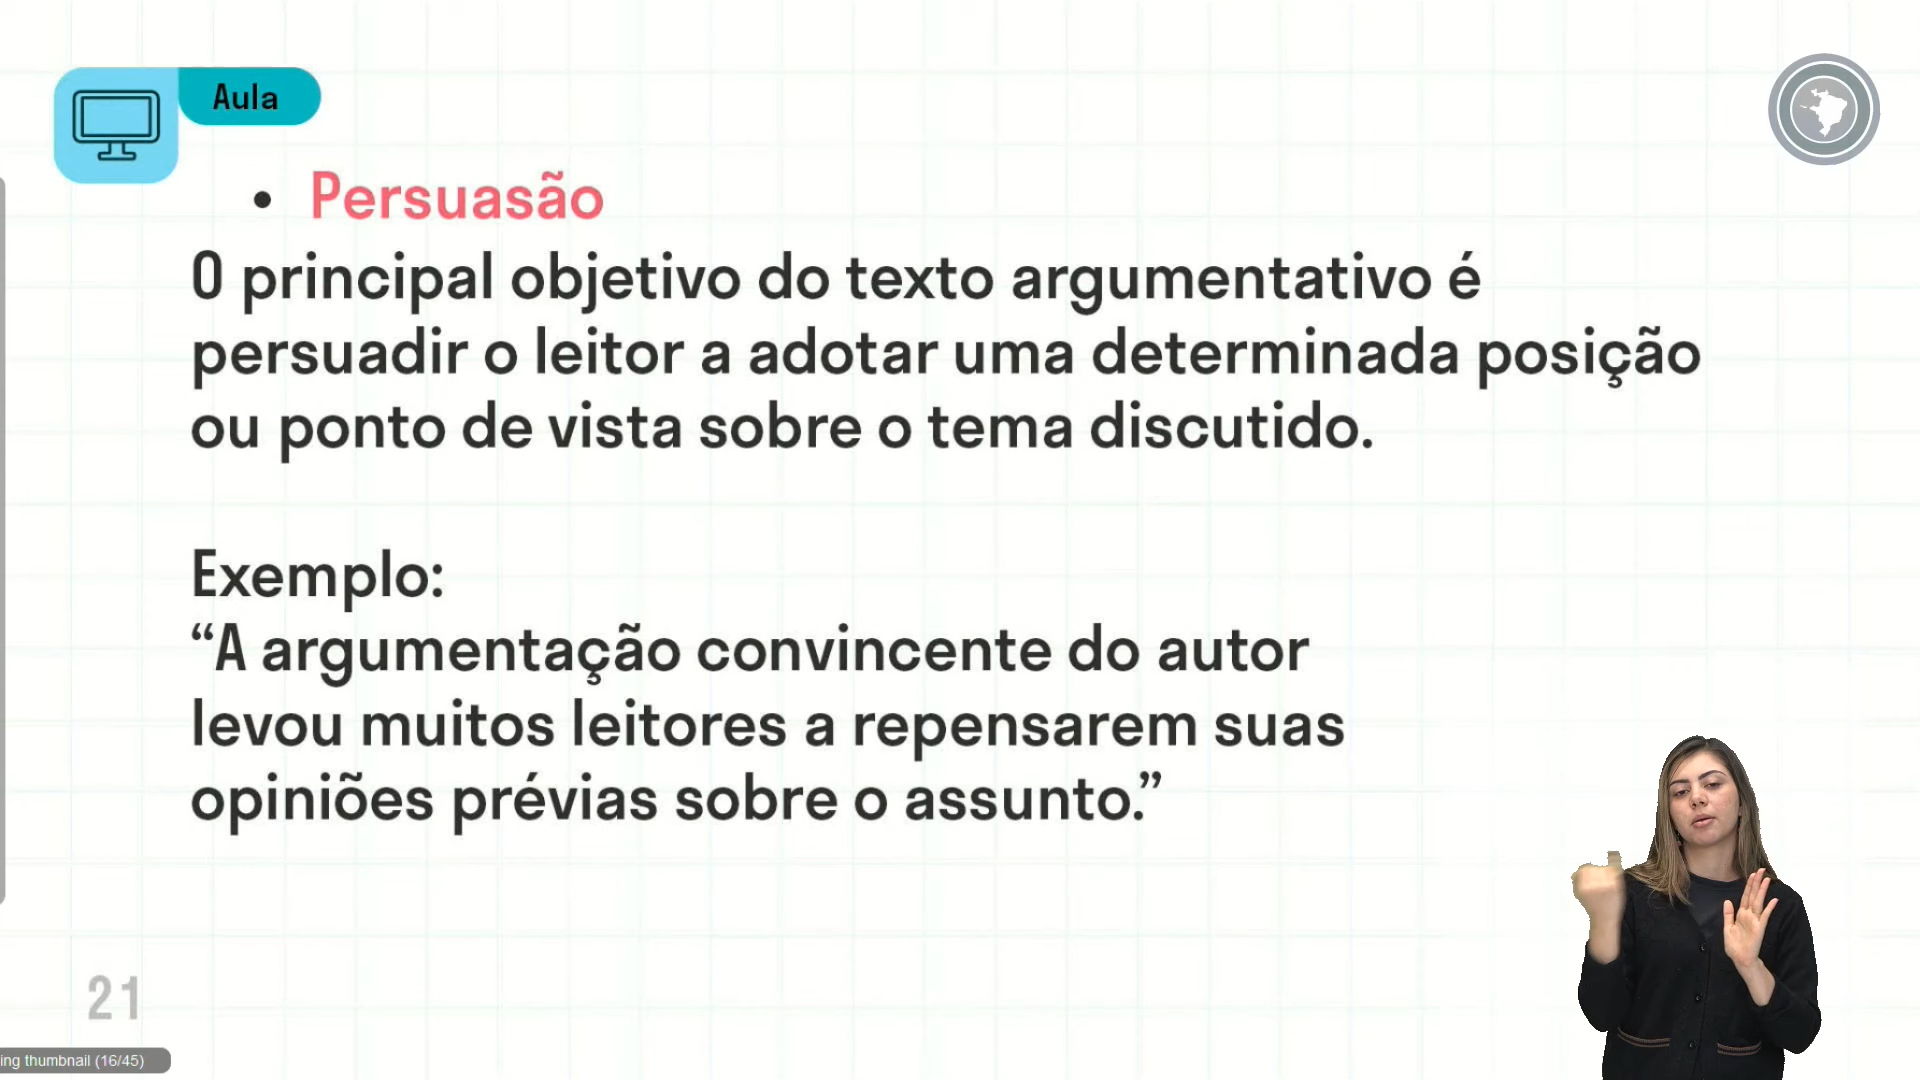 Aula
• Persuasão
O principal objetivo do texto argumentativo é
persuadir o leitor a adotar uma determinada posição
ou ponto de vista sobre o tema discutido.
Exemplo:
“A argumentação convincente do autor
levou muitos leitores a repensarem suas
opiniões prévias sobre o assunto.”
21
ing thumbnail (16/45)